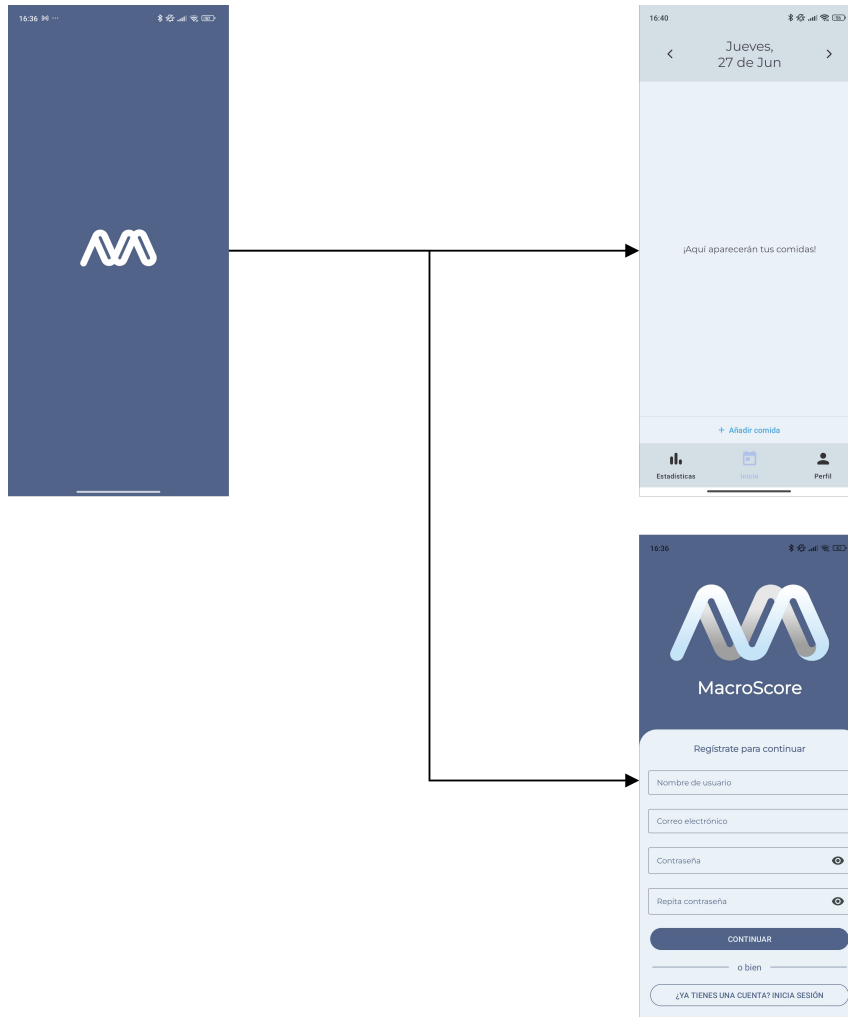 16:36
16:40
Jueves,
27 de Jun
¡Aquí aparecerán tus comidas!
+ Añadir comida
Estadísticas
Inicio
Perfil
16:36
MacroScore
Regístrate para continuar
Nombre de usuario
Correo electrónico
Contraseña
Repita contraseña
CONTINUAR
o bien
¿YA TIENES UNA CUENTA? INICIA SESIÓN